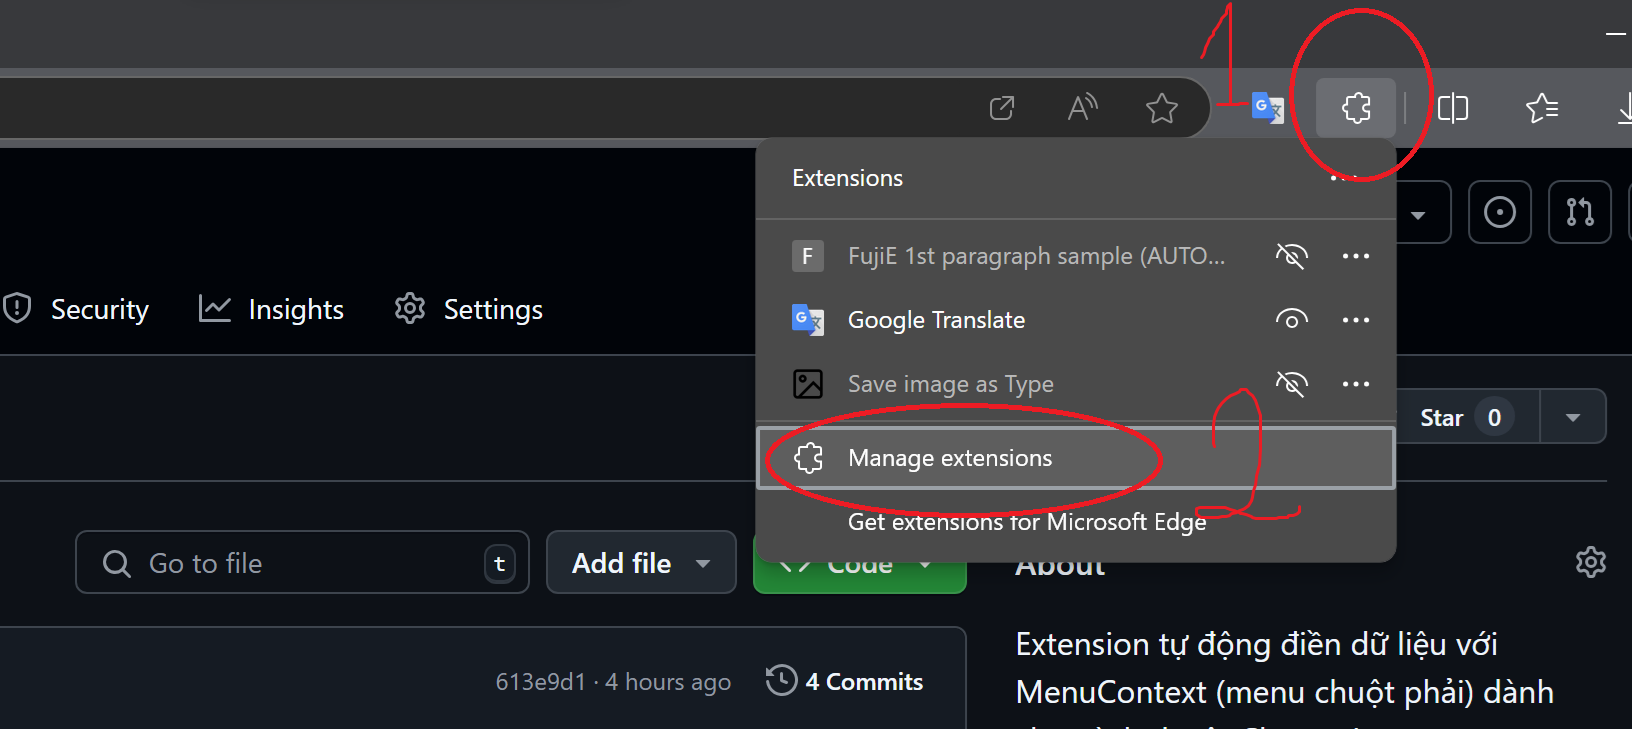 1
Extensions
F FujiE 1st paragraph sample (AUTO...
Google Translate
Save image as Type
Manage extensions
2
Get extensions for Microsoft Edge
Security Insights Settings
Star 0
Go to file t Add file Code
About
613e9d1 · 4 hours ago 4 Commits
Extension tự động điền dữ liệu với
MenuContext (menu chuột phải) dành